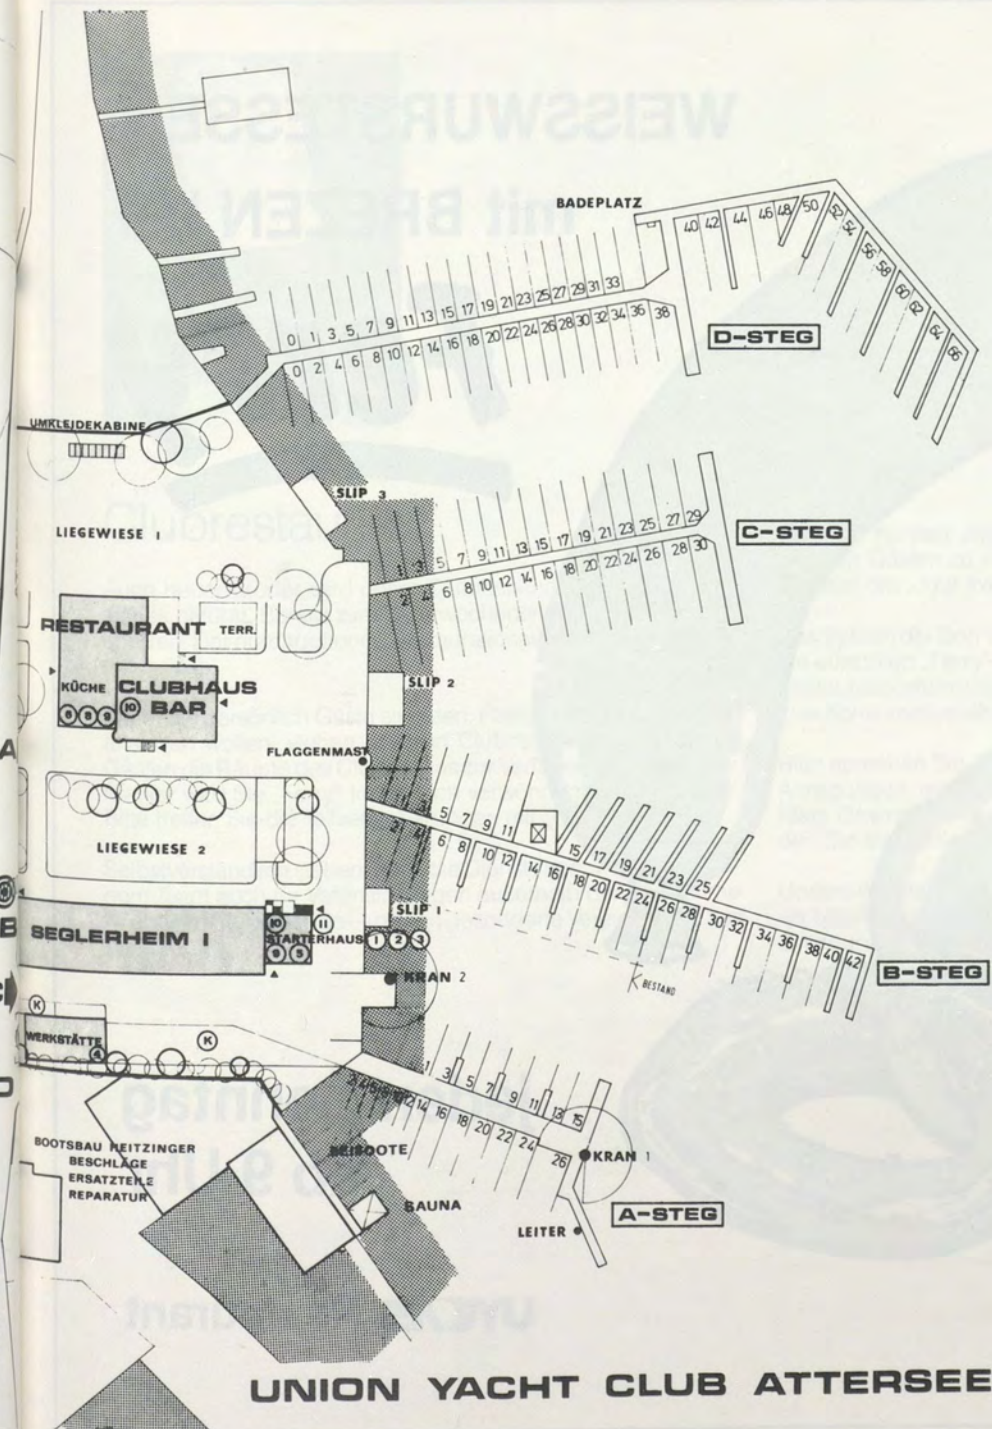 BADEPLATZ
40 42 44 46 48 50 52 54 56 58 60 62 64 66
0 1 3 5 7 9 11 13 15 17 19 21 23 25 27 29 31 33
0 2 4 6 8 10 12 14 16 18 20 22 24 26 28 30 32 34 36 38
D-STEG
UMKLEIDEKABINE
SLIP 3
LIEGEWIESE 1
1 3 5 7 9 11 13 15 17 19 21 23 25 27 29
2 4 6 8 10 12 14 16 18 20 22 24 26 28 30
C-STEG
RESTAURANT TERR.
KÜCHE CLUBHAUS
BAR
10
SLIP 2
FLAGGENMAST
LIEGEWIESE 2
1 3 5 7 9 11 15 17 19 21 23 25
2 4 6 8 10 12 14 16 18 20 22 24 26 28 30 32 34 36 38 40 42
BESTAND
B-STEG
SLIP 1
SEGLERHEIM I
10 11
STARTERHAUS 1 2 3
KRAN 2
K
K
WERKSTÄTTE
4
1 3 5 7 9 11 13 15
12 14 16 18 20 22 24 26
BEIBOOTE
KRAN 1
A-STEG
SAUNA
LEITER
BOOTSBAU HEITZINGER
BESCHLÄGE
ERSATZTEILE
REPARATUR
UNION YACHT CLUB ATTERSEE